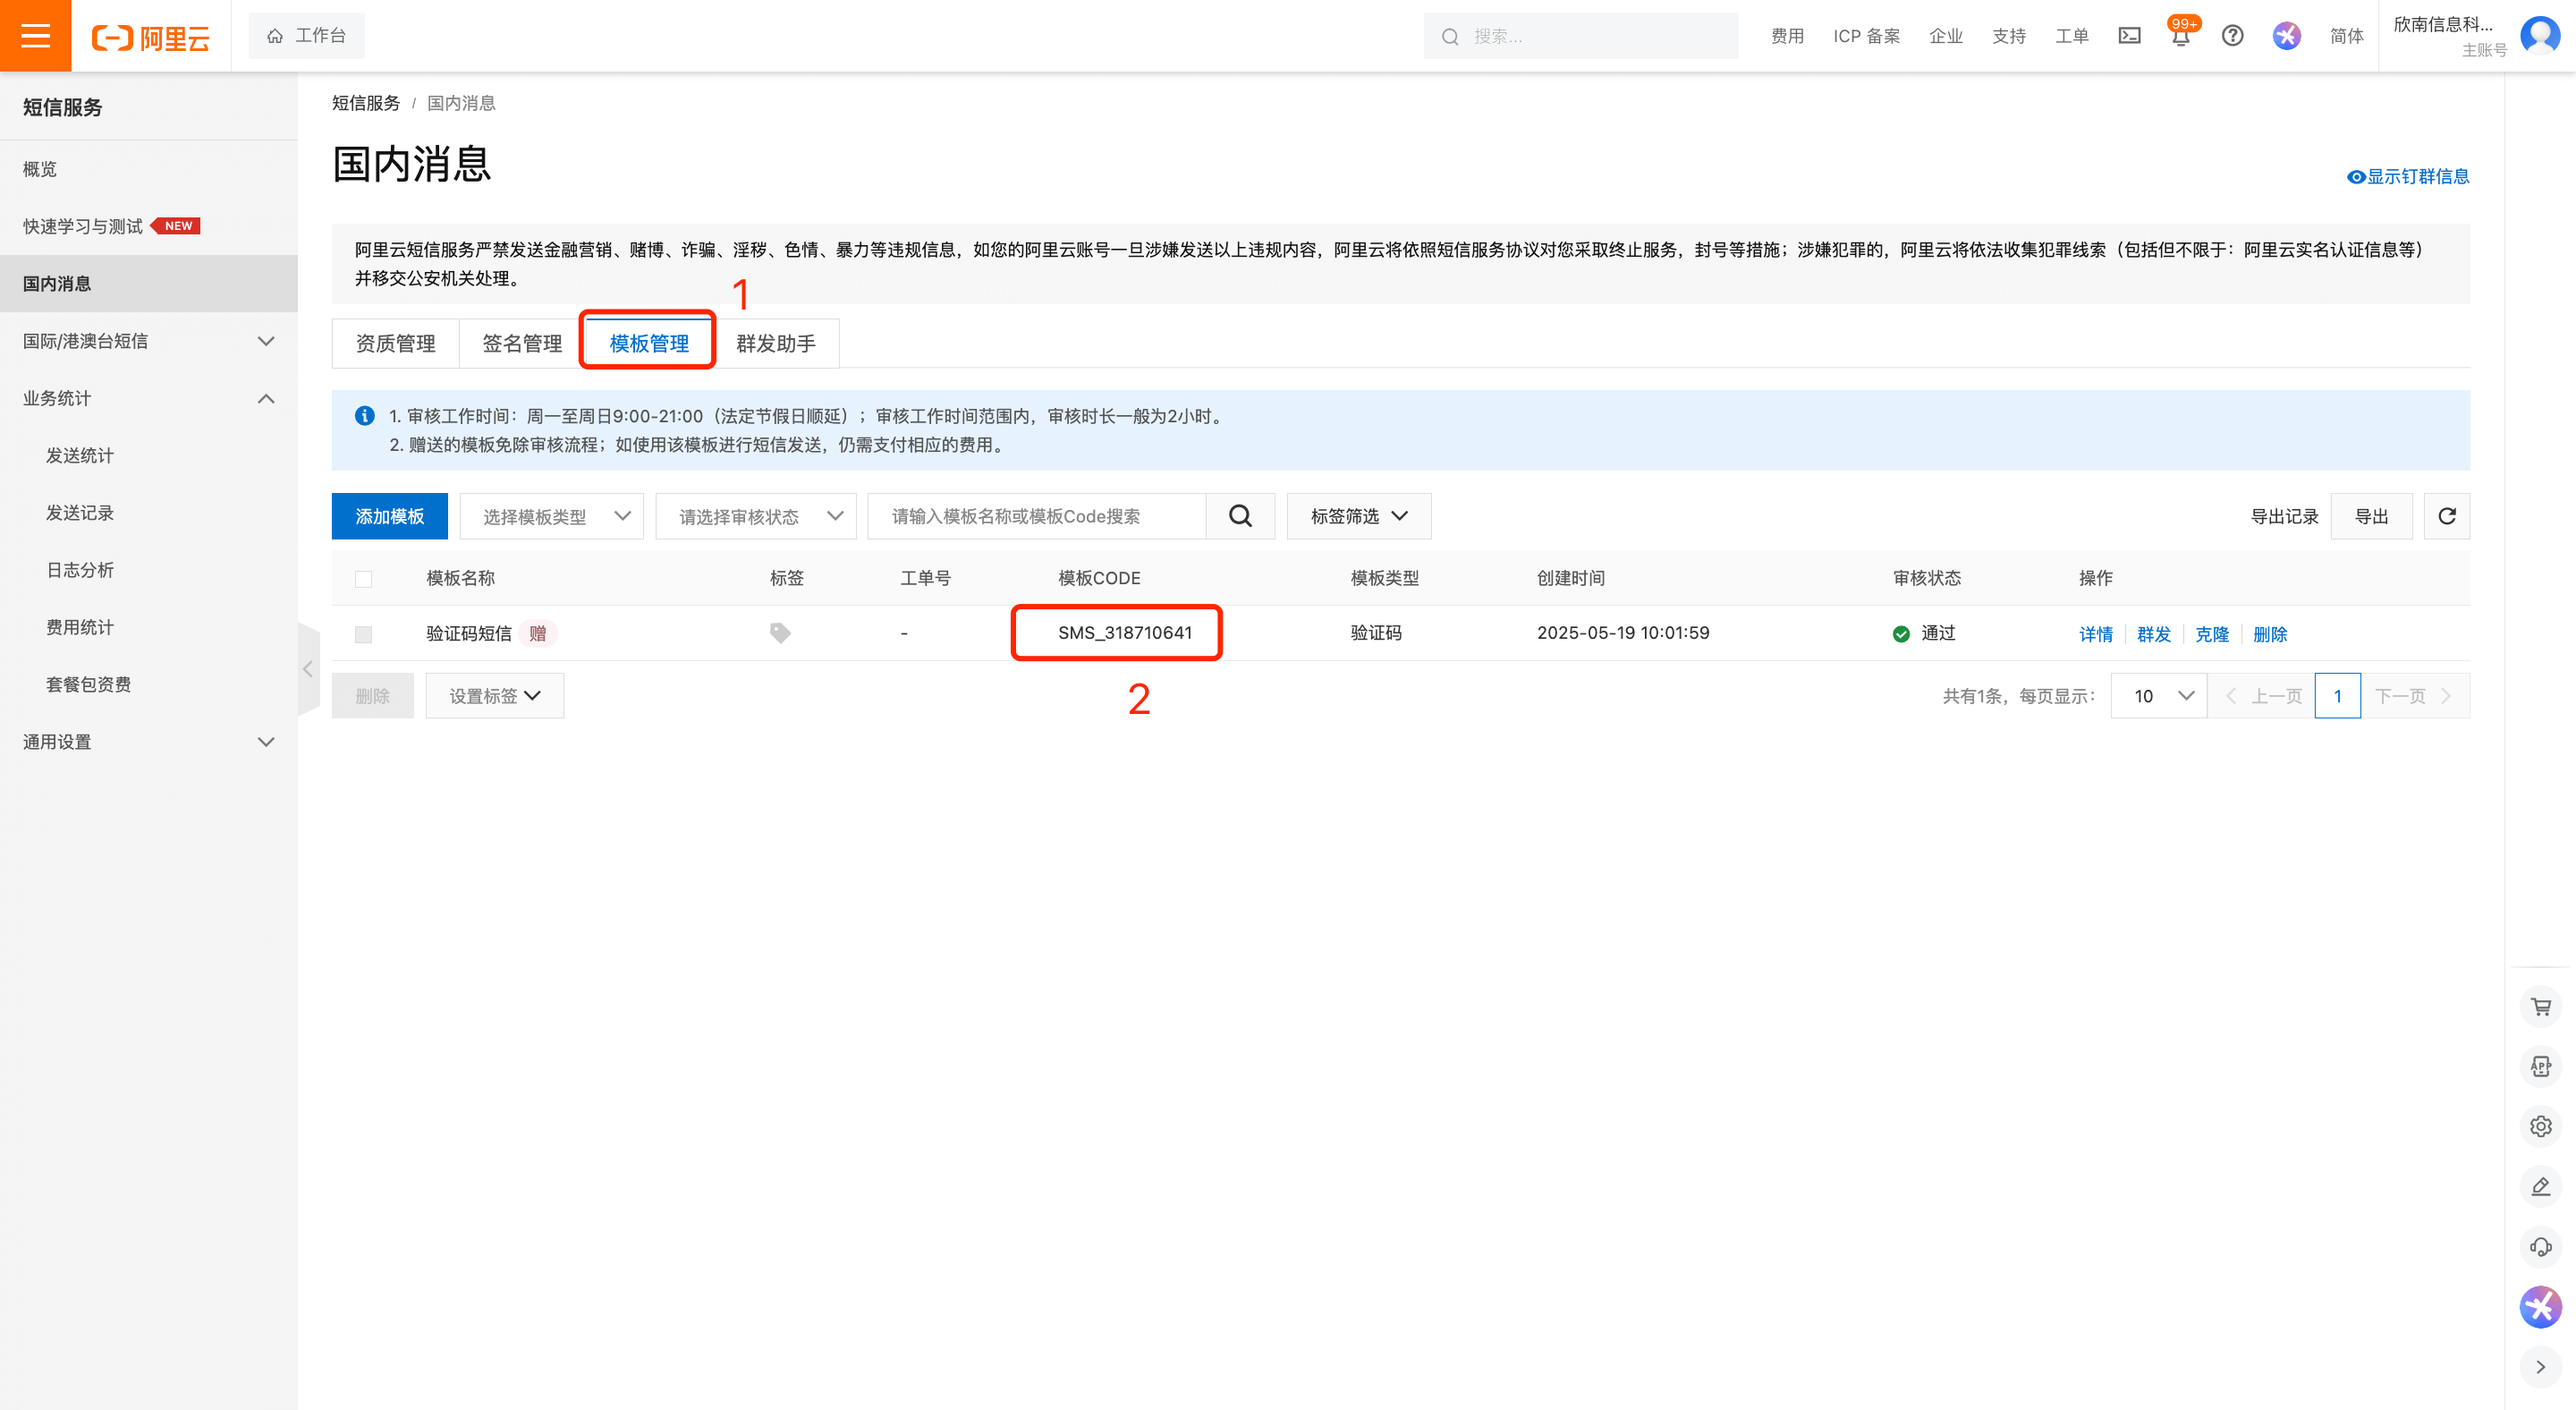 阿里云
工作台
搜索...
费用
ICP 备案
企业
支持
工单
99+
简体
欣南信息科...
主账号
短信服务
概览
快速学习与测试 NEW
国内消息
国际/港澳台短信
业务统计
发送统计
发送记录
日志分析
费用统计
套餐包资费
通用设置
短信服务 / 国内消息
国内消息
显示钉群信息
阿里云短信服务严禁发送金融营销、赌博、诈骗、淫秽、色情、暴力等违规信息，如您的阿里云账号一旦涉嫌发送以上违规内容，阿里云将依照短信服务协议对您采取终止服务，封号等措施；涉嫌犯罪的，阿里云将依法收集犯罪线索（包括但不限于：阿里云实名认证信息等）
并移交公安机关处理。
1
资质管理
签名管理
模板管理
群发助手
1. 审核工作时间：周一至周日9:00-21:00（法定节假日顺延）；审核工作时间范围内，审核时长一般为2小时。
2. 赠送的模板免除审核流程；如使用该模板进行短信发送，仍需支付相应的费用。
添加模板
选择模板类型
请选择审核状态
请输入模板名称或模板Code搜索
标签筛选
导出记录
导出
模板名称 标签 工单号 模板CODE 模板类型 创建时间 审核状态 操作
验证码短信 赠 - SMS_318710641 验证码 2025-05-19 10:01:59 通过 详情 群发 克隆 删除
2
删除
设置标签
共有1条，每页显示：
10
上一页
1
下一页
APP